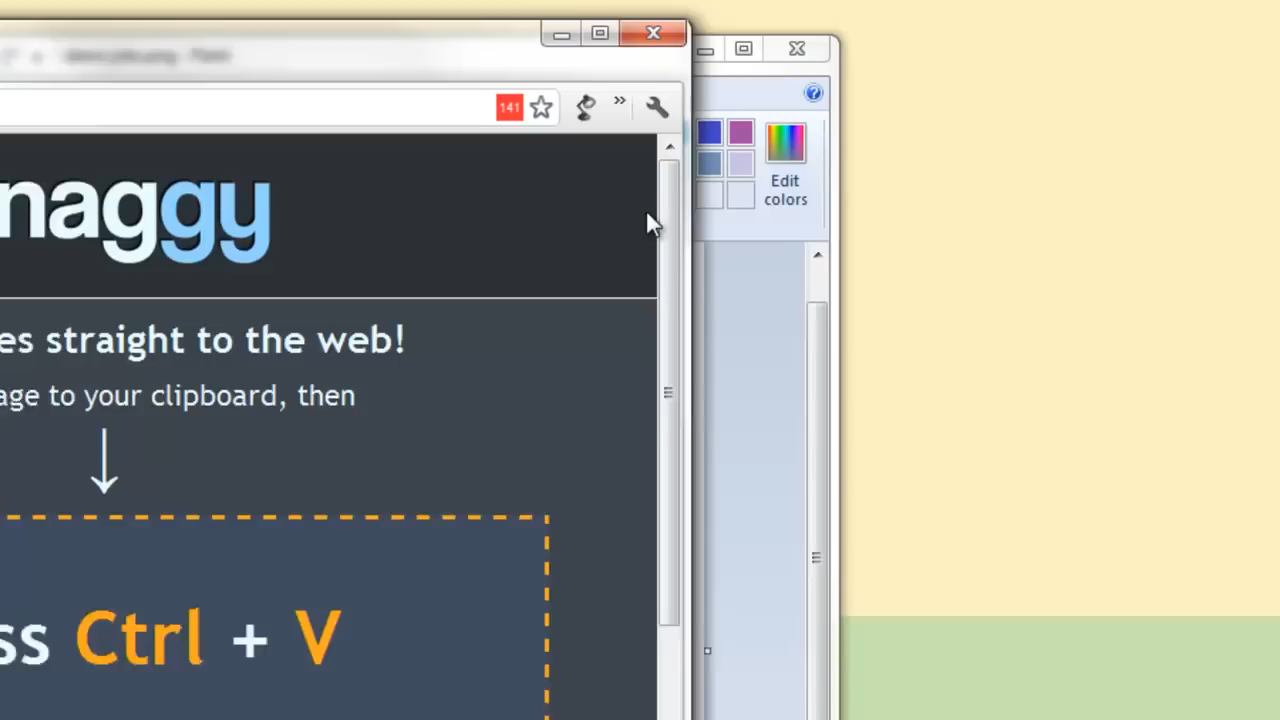 141
Edit
colors
naggy
es straight to the web!
age to your clipboard, then
ss Ctrl + V